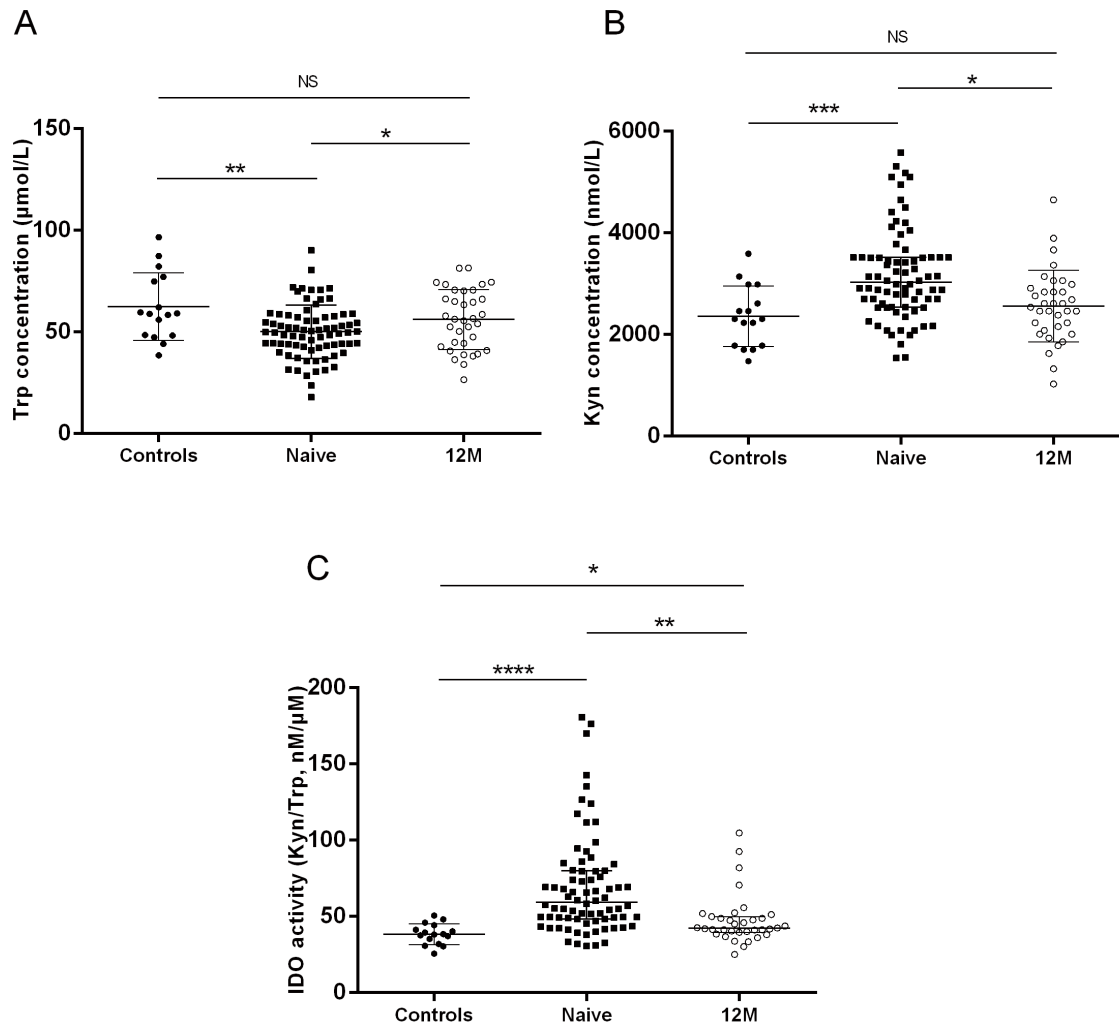 A
NS
*
**
Trp concentration (µmol/L)
150
100
50
0
Controls Naive 12M
B
NS
*
***
Kyn concentration (nmol/L)
6000
4000
2000
0
Controls Naive 12M
C
*
**
****
IDO activity (Kyn/Trp, nM/µM)
200
150
100
50
0
Controls Naive 12M